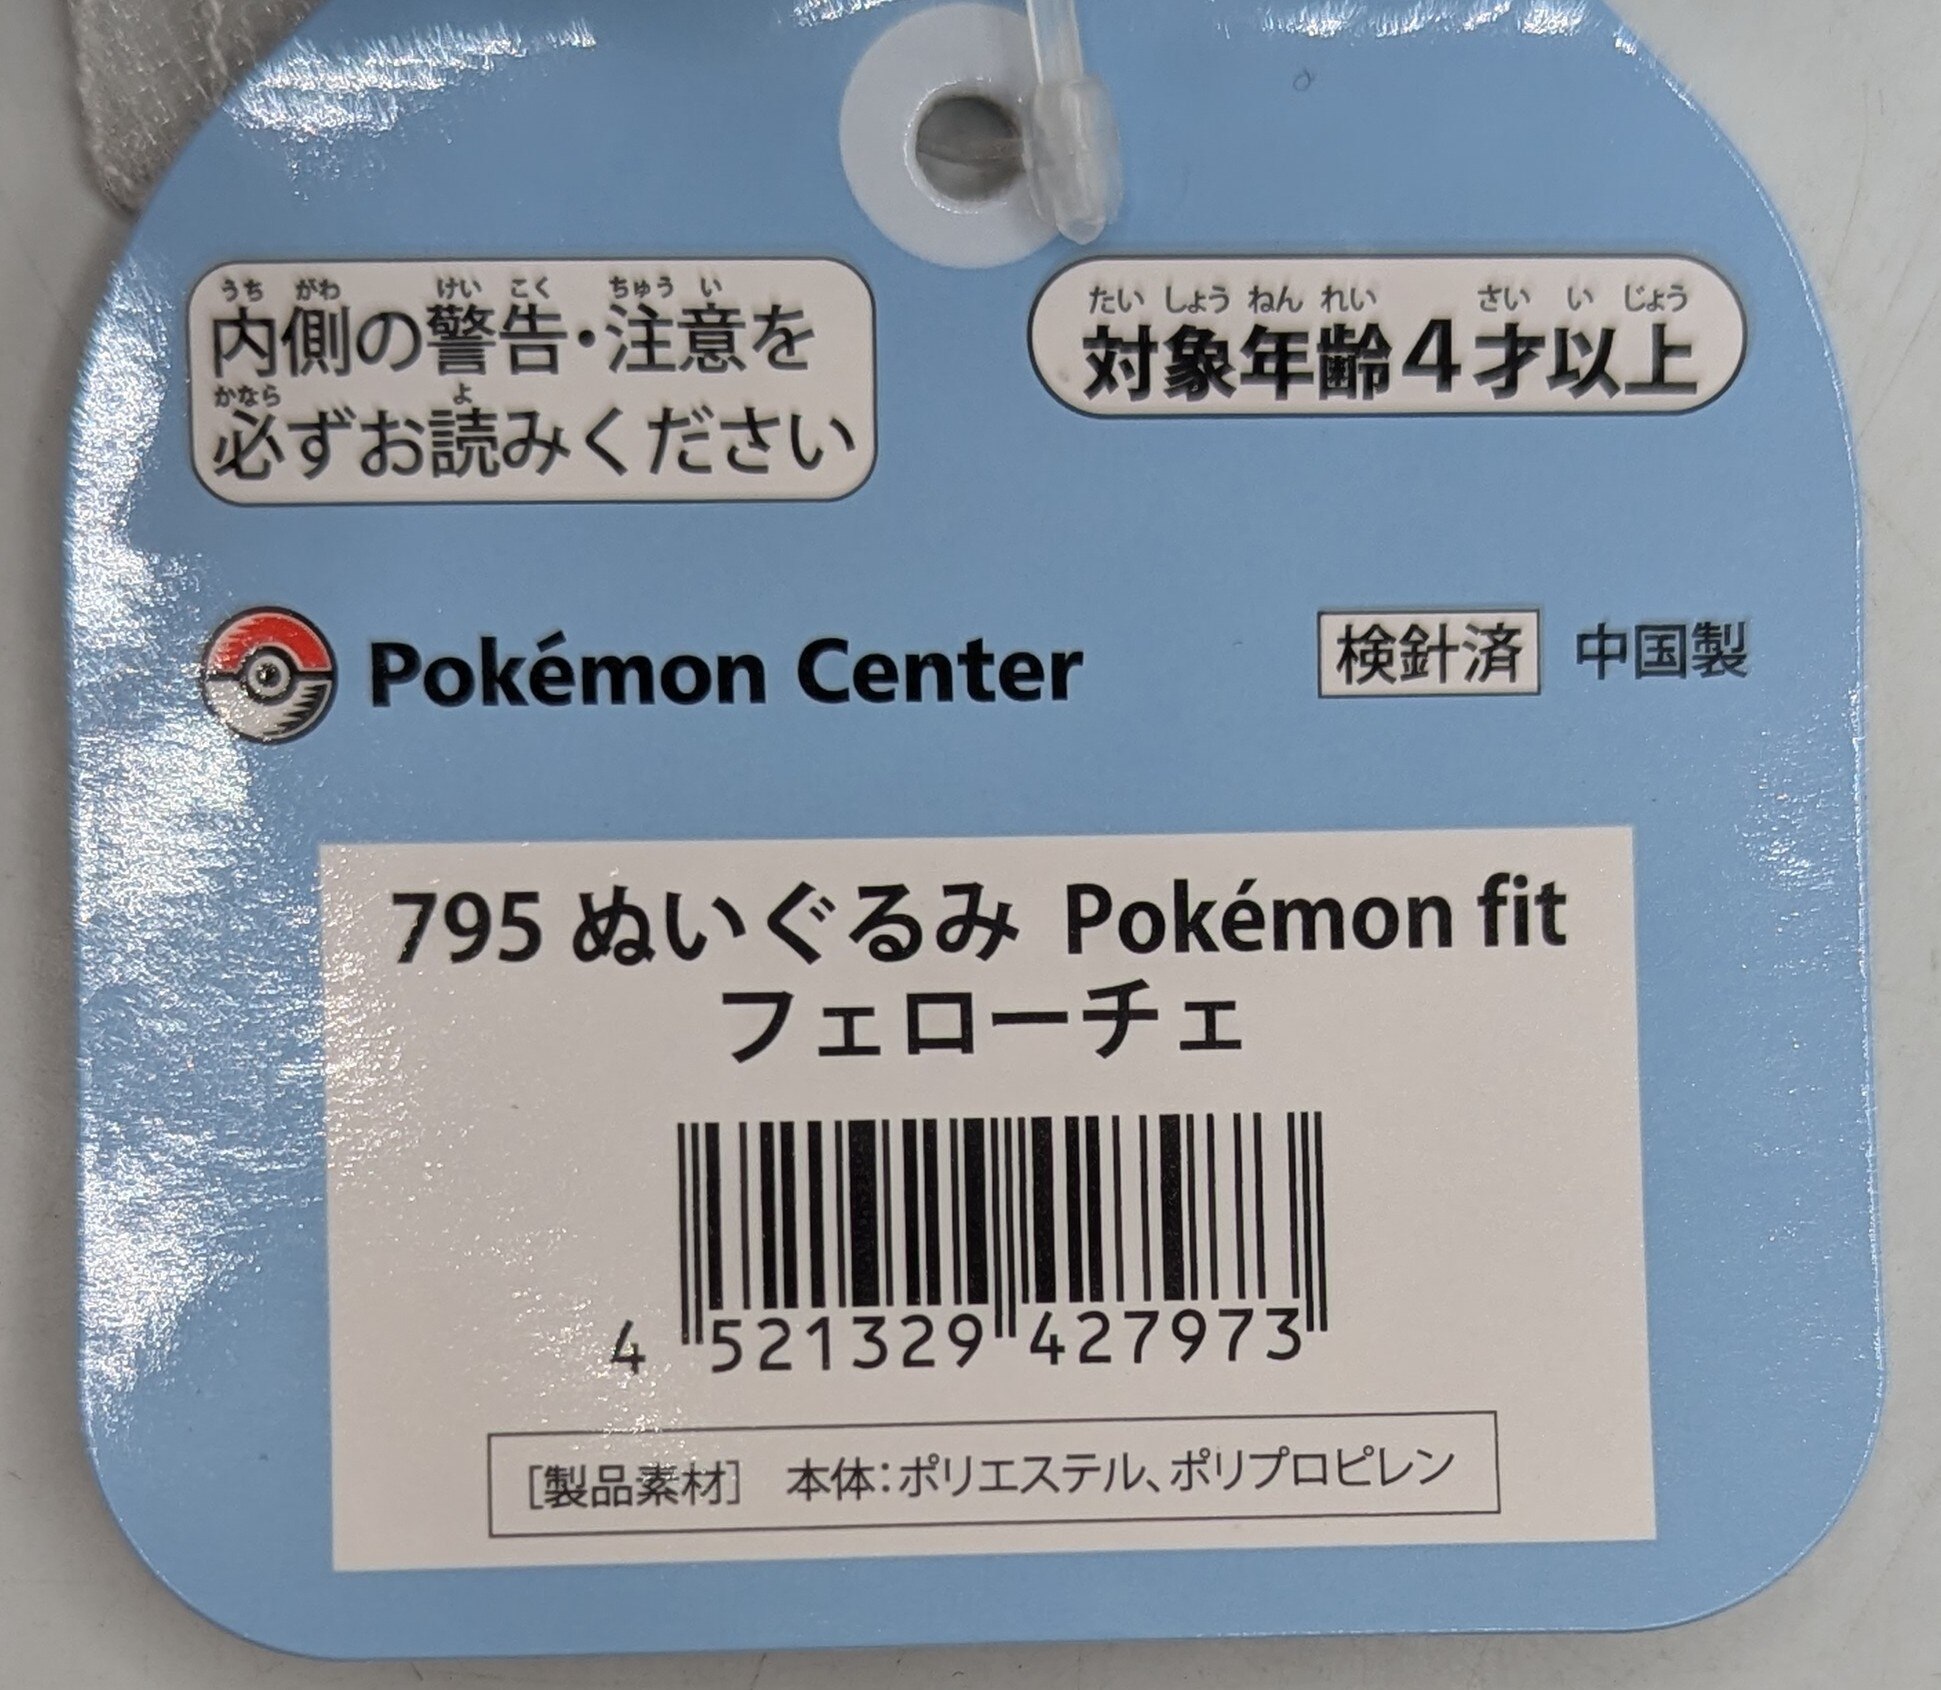 うち がわ けい こく ちゅう い
内側の警告・注意を
かなら よ
必ずお読みください
たい しょう ねん れい さい い じょう
対象年齢4才以上
Pokémon Center
検針済 中国製
795 ぬいぐるみ Pokémon fit
フェローチェ
4 521329 427973
[製品素材] 本体:ポリエステル、ポリプロピレン